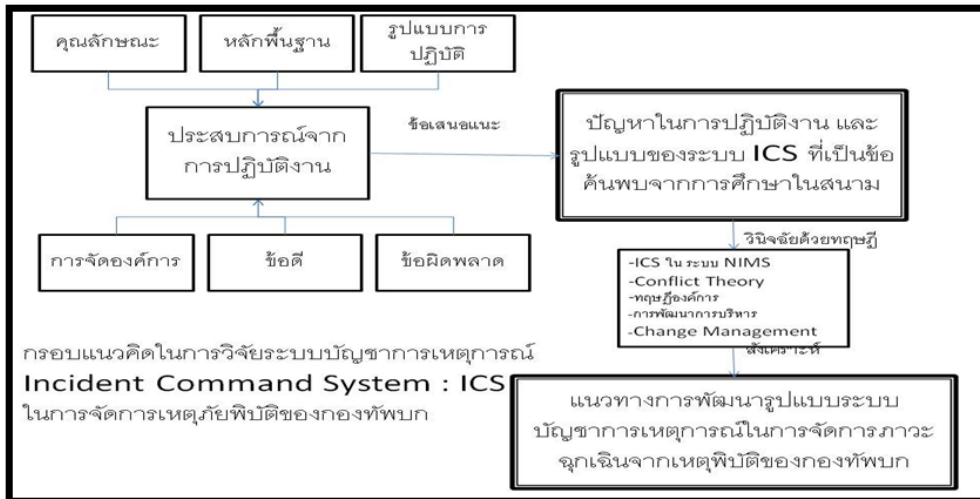 คุณลักษณะ
หลักพื้นฐาน
รูปแบบการ
ปฏิบัติ
ประสบการณ์จาก
การปฏิบัติงาน
ข้อเสนอแนะ
ปัญหาในการปฏิบัติงาน และ
รูปแบบของระบบ ICS ที่เป็นข้อ
ค้นพบจากการศึกษาในสนาม
การจัดองค์การ
ข้อดี
ข้อผิดพลาด
วินิจฉัยด้วยทฤษฎี
-ICS ใน ระบบ NIMS
-Conflict Theory
-ทฤษฎีองค์การ
-การพัฒนาการบริหาร
-Change Management
สังเคราะห์
กรอบแนวคิดในการวิจัยระบบบัญชาการเหตุการณ์
Incident Command System : ICS
ในการจัดการเหตุภัยพิบัติของกองทัพบก
แนวทางการพัฒนารูปแบบระบบ
บัญชาการเหตุการณ์ในการจัดการภาวะ
ฉุกเฉินจากเหตุพิบัติของกองทัพบก